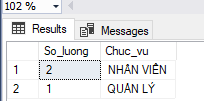 102 %
Results Messages
So_luong Chuc_vu
1 2 NHÂN VIÊN
2 1 QUẢN LÝ